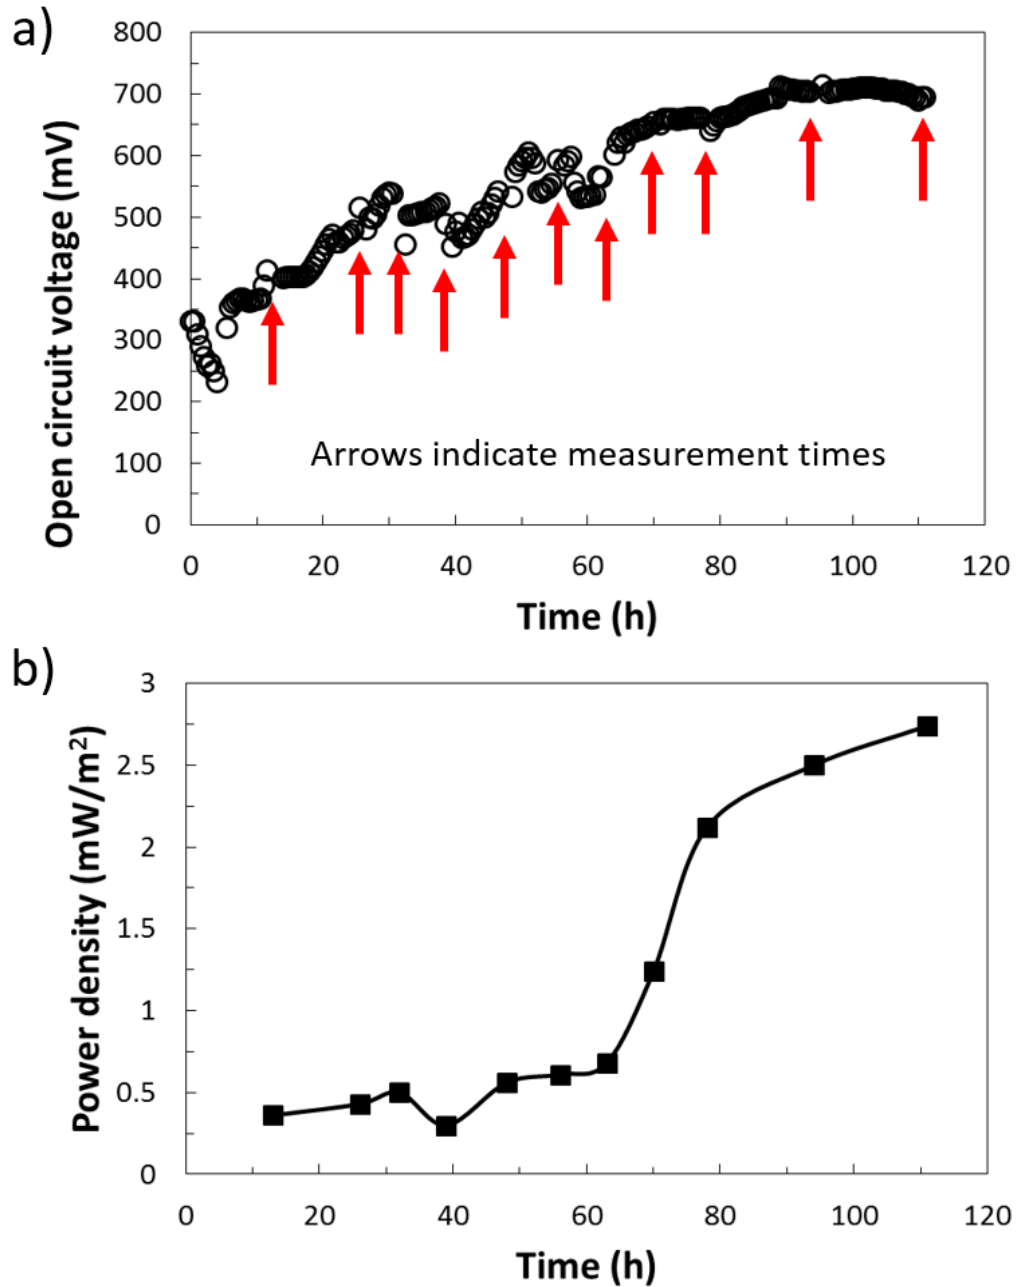 a)
800
700
600
500
400
300
200
100
0
Open circuit voltage (mV)
Arrows indicate measurement times
0 20 40 60 80 100 120
Time (h)
b)
3
2.5
2
1.5
1
0.5
0
Power density (mW/m²)
0 20 40 60 80 100 120
Time (h)